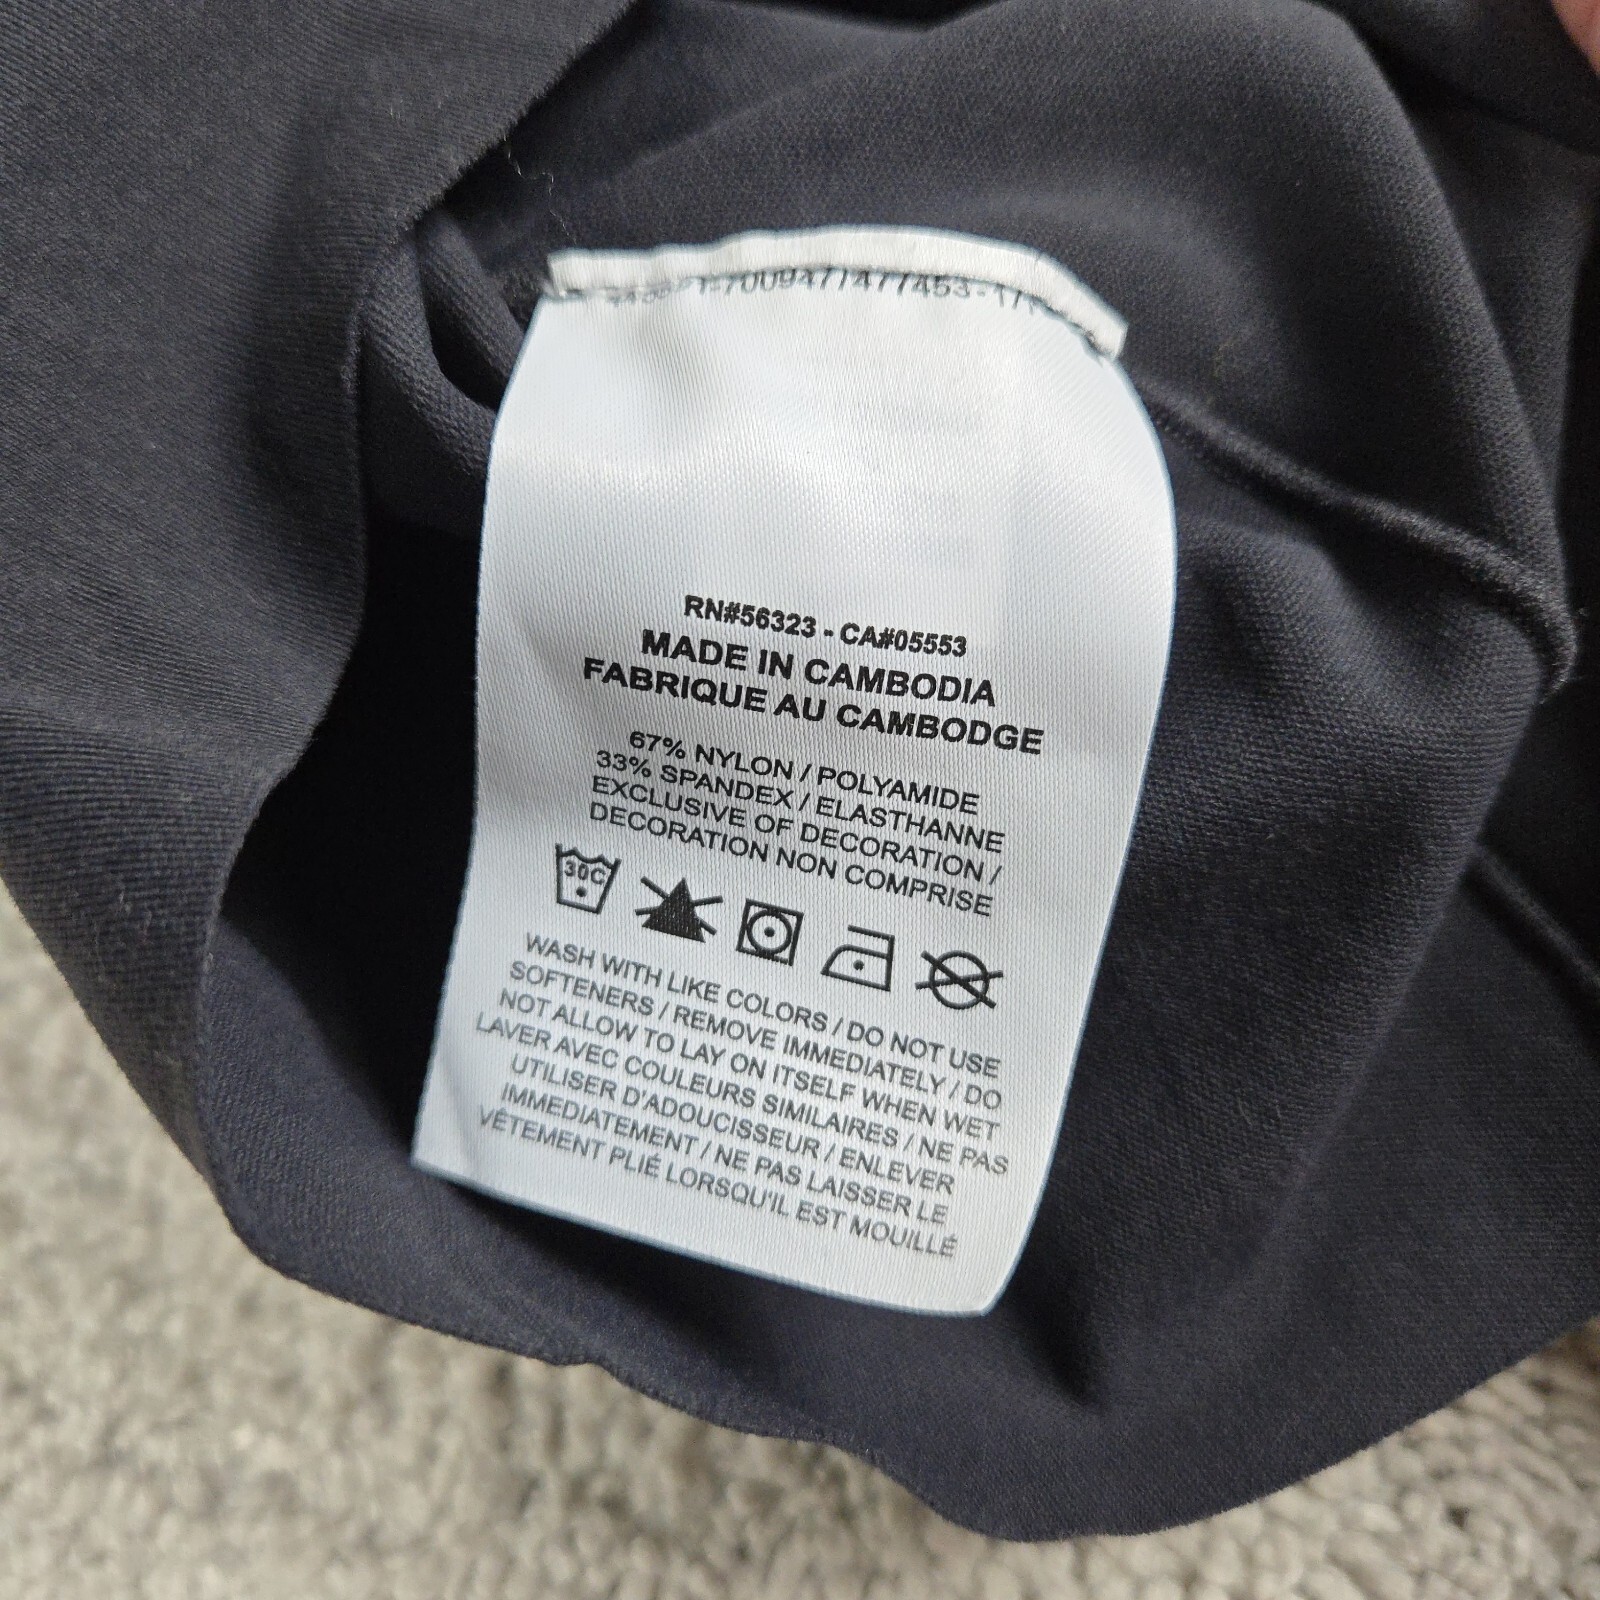 RN#56323 - CA#05553
MADE IN CAMBODIA
FABRIQUE AU CAMBODGE
67% NYLON / POLYAMIDE
33% SPANDEX / ELASTHANNE
EXCLUSIVE OF DECORATION /
DECORATION NON COMPRISE
30C
WASH WITH LIKE COLORS / DO NOT USE
SOFTENERS / REMOVE IMMEDIATELY / DO
NOT ALLOW TO LAY ON ITSELF WHEN WET
LAVER AVEC COULEURS SIMILAIRES / NE PAS
UTILISER D'ADOUCISSEUR / ENLEVER
IMMEDIATEMENT / NE PAS LAISSER LE
VÊTEMENT PLIÉ LORSQU'IL EST MOUILLÉ